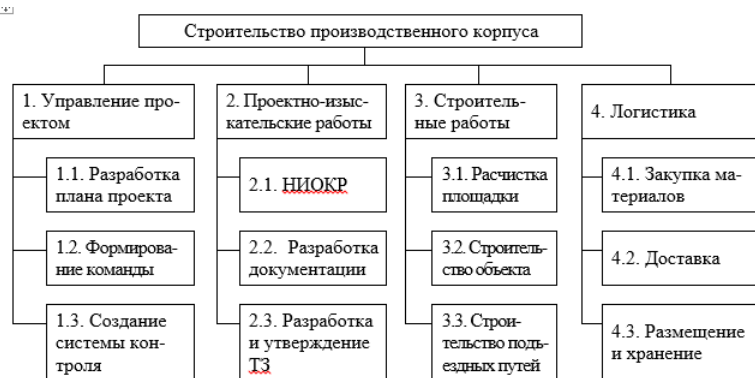 Строительство производственного корпуса
1. Управление про-
ектом
2. Проектно-изыс-
кательские работы
3. Строитель-
ные работы
4. Логистика
1.1. Разработка
плана проекта
2.1. НИОКР
3.1. Расчистка
площадки
4.1. Закупка ма-
териалов
1.2. Формирова-
ние команды
2.2. Разработка
документации
3.2. Строитель-
ство объекта
4.2. Доставка
1.3. Создание
системы кон-
троля
2.3. Разработка
и утверждение
ТЗ
3.3. Строи-
тельство подъ-
ездных путей
4.3. Размещение
и хранение